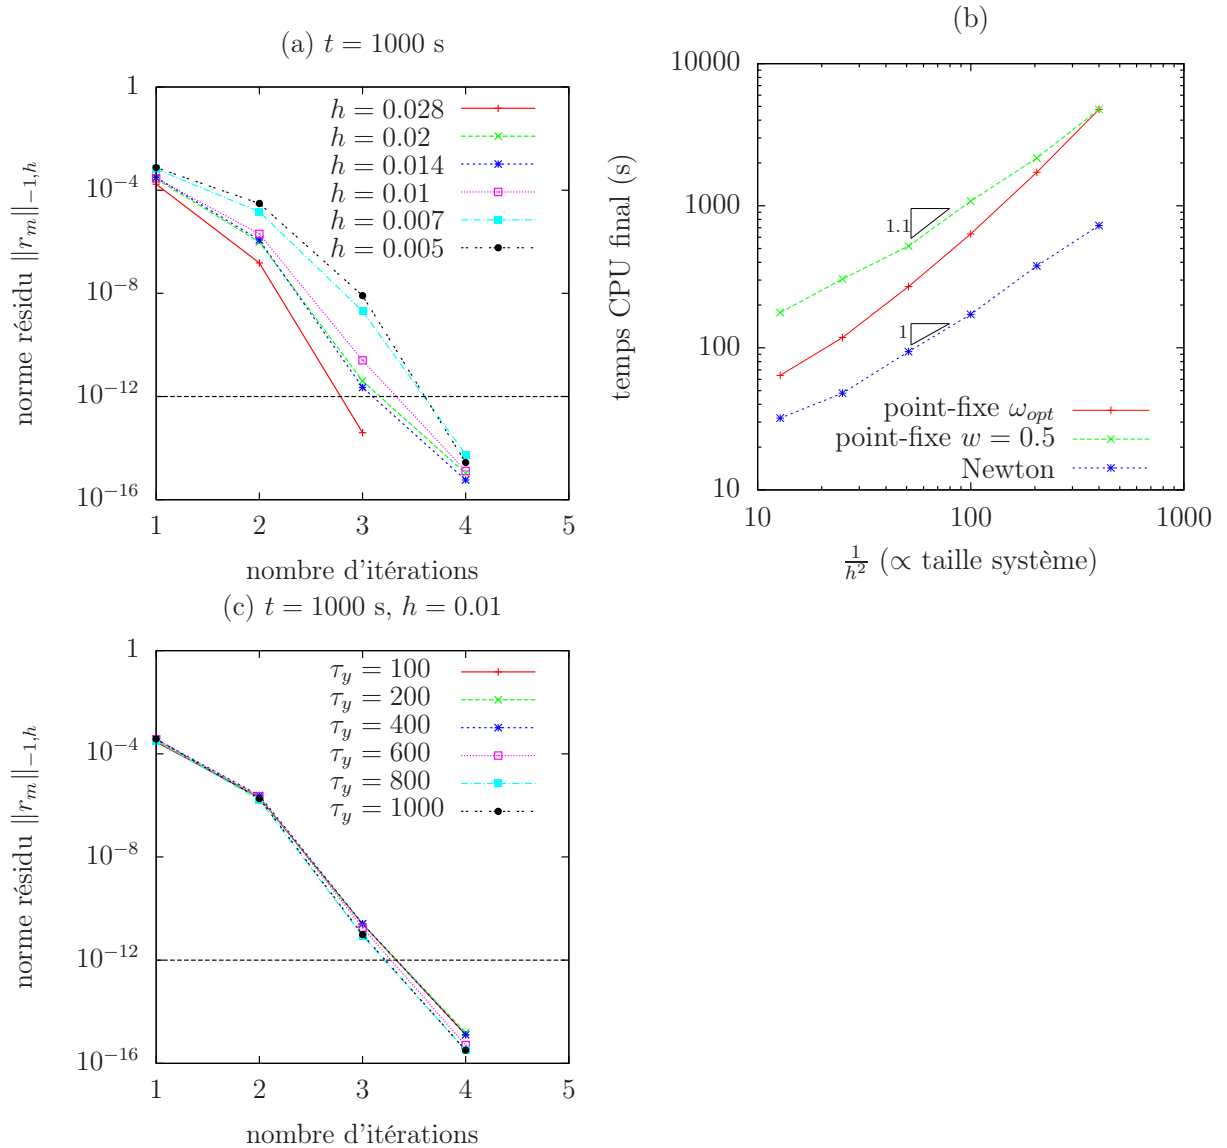 (a) t = 1000 s
norme résidu ‖r_m‖_{−1,h}
1
10^{−4}
10^{−8}
10^{−12}
10^{−16}
h = 0.028
h = 0.02
h = 0.014
h = 0.01
h = 0.007
h = 0.005
1 2 3 4 5
nombre d'itérations
(b)
temps CPU final (s)
10000
1000
100
10
1.1
1
point-fixe ω_{opt}
point-fixe w = 0.5
Newton
10 100 1000
1/h² (∝ taille système)
(c) t = 1000 s, h = 0.01
norme résidu ‖r_m‖_{−1,h}
1
10^{−4}
10^{−8}
10^{−12}
10^{−16}
τ_y = 100
τ_y = 200
τ_y = 400
τ_y = 600
τ_y = 800
τ_y = 1000
1 2 3 4 5
nombre d'itérations